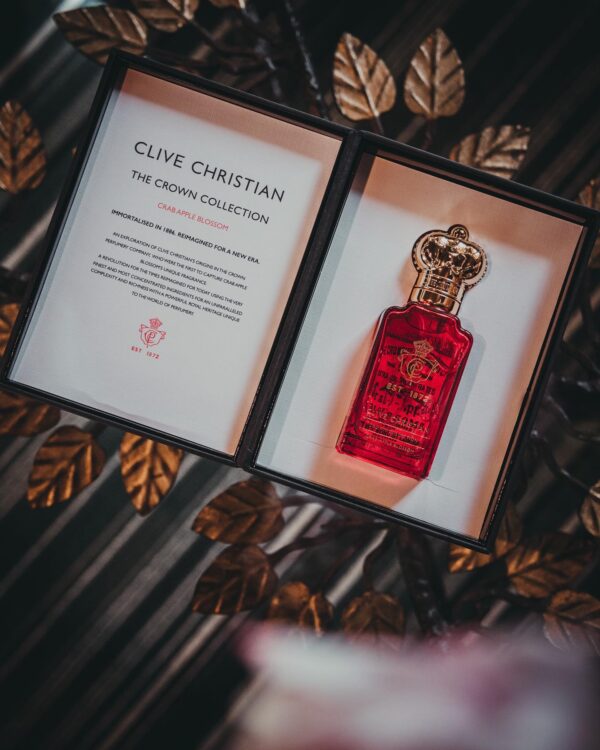 CLIVE CHRISTIAN
THE CROWN COLLECTION
CRAB APPLE BLOSSOM
IMMORTALISED IN 1886, REIMAGINED FOR A NEW ERA.
AN EXPLORATION OF CLIVE CHRISTIAN'S ORIGINS IN THE CROWN
PERFUMERY COMPANY, WHO WERE THE FIRST TO CAPTURE CRAB APPLE
BLOSSOM'S UNIQUE FRAGRANCE.
A REVOLUTION FOR THE TIMES REIMAGINED FOR TODAY USING THE VERY
FINEST AND MOST CONCENTRATED INGREDIENTS FOR AN UNPARALLELED
COMPLEXITY AND RICHNESS WITH A POWERFUL ROYAL HERITAGE UNIQUE
TO THE WORLD OF PERFUMERY.
EST 1872
EST. 1872
CLIVE CHRISTIAN